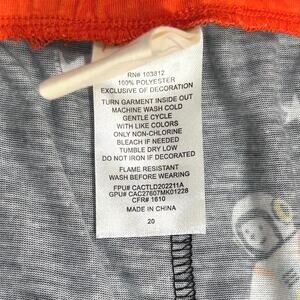 RN# 103812
100% POLYESTER
EXCLUSIVE OF DECORATION
TURN GARMENT INSIDE OUT
MACHINE WASH COLD
GENTLE CYCLE
WITH LIKE COLORS
ONLY NON-CHLORINE
BLEACH IF NEEDED
TUMBLE DRY LOW
DO NOT IRON IF DECORATED
FLAME RESISTANT
WASH BEFORE WEARING
FPU# CACTLD202211A
GPU# CAC27607MK01228
CFR# 1610
MADE IN CHINA
20